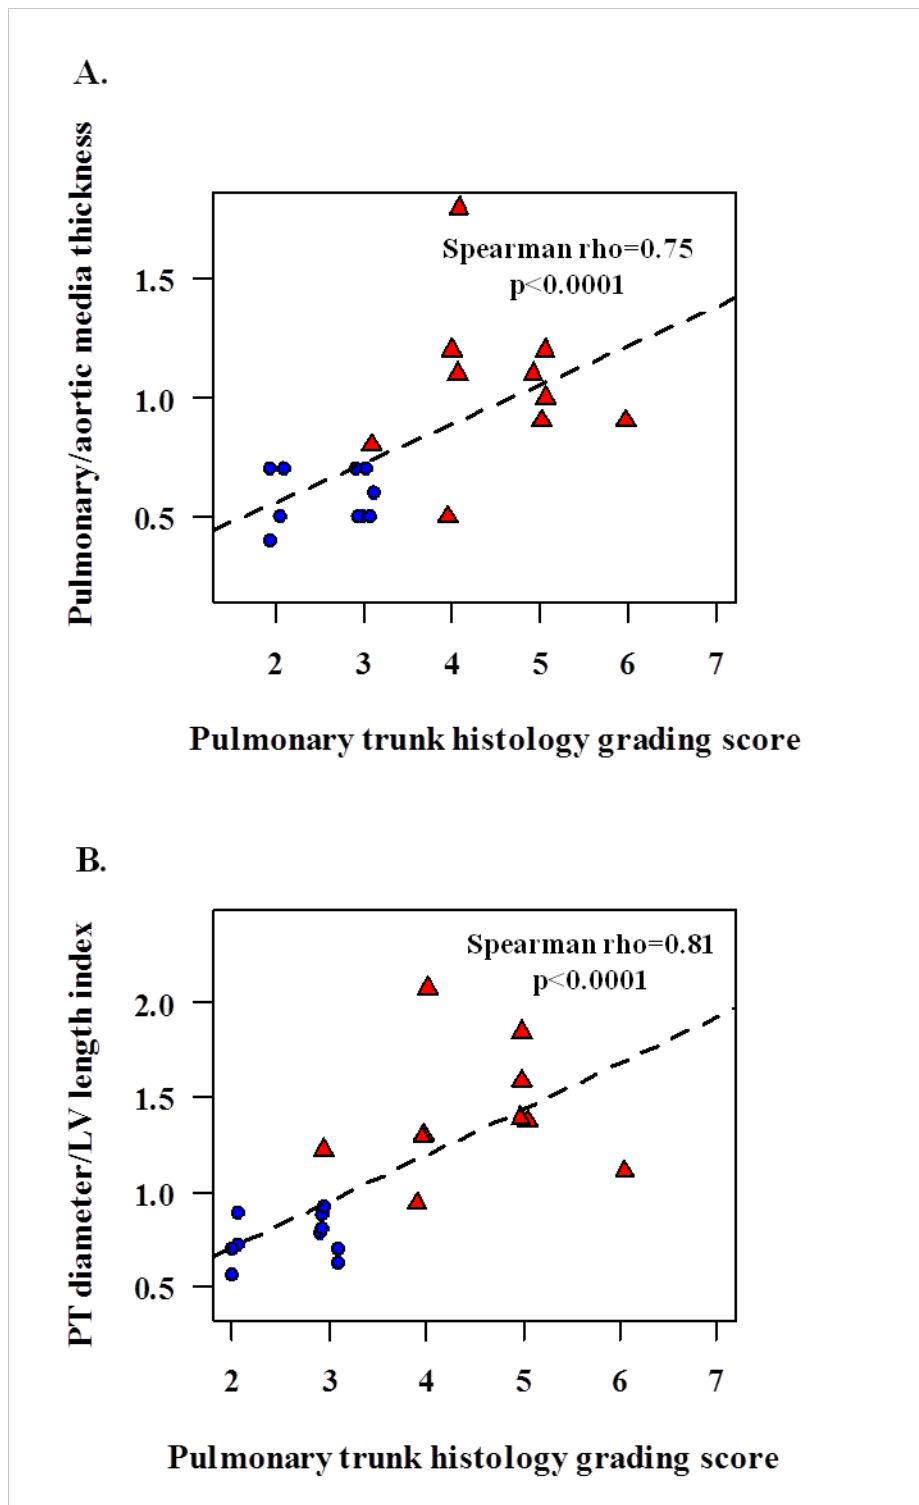 A.
Pulmonary/aortic media thickness
Spearman rho=0.75
p<0.0001
1.5
1.0
0.5
2 3 4 5 6 7
Pulmonary trunk histology grading score
B.
PT diameter/LV length index
Spearman rho=0.81
p<0.0001
2.0
1.5
1.0
0.5
2 3 4 5 6 7
Pulmonary trunk histology grading score